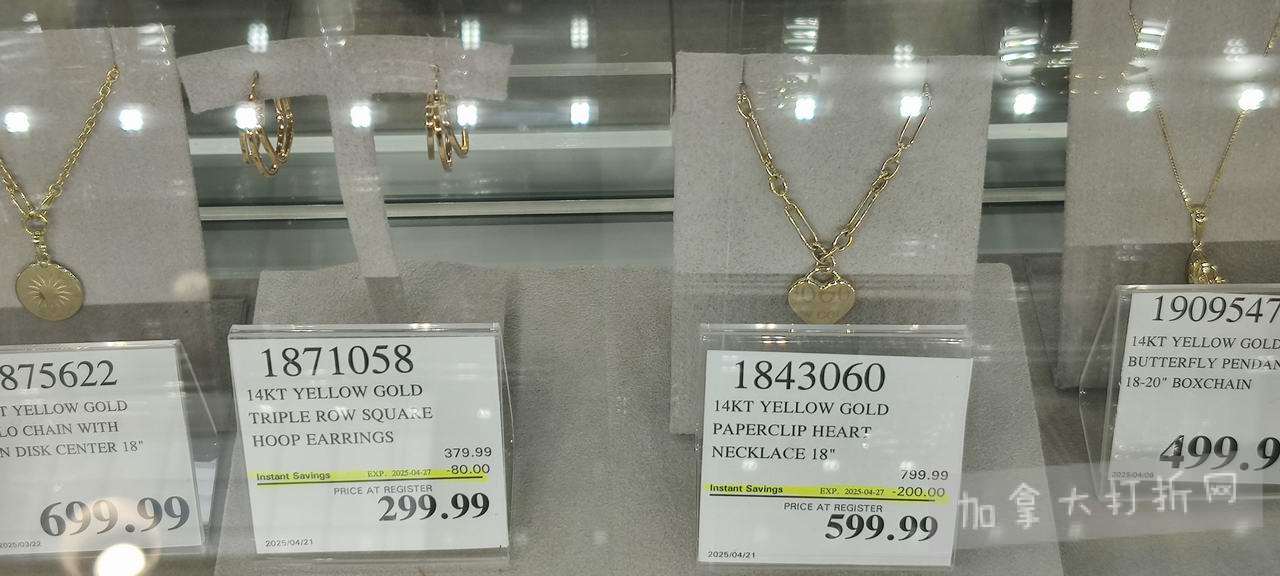 875622
T YELLOW GOLD
LO CHAIN WITH
N DISK CENTER 18"
699.99
2025/03/22
1871058
14KT YELLOW GOLD
TRIPLE ROW SQUARE
HOOP EARRINGS
379.99
Instant Savings EXP. 2025-04-27 -80.00
PRICE AT REGISTER
299.99
2025/04/21
1843060
14KT YELLOW GOLD
PAPERCLIP HEART
NECKLACE 18"
799.99
Instant Savings EXP. 2025-04-27 -200.00
PRICE AT REGISTER
599.99
2025/04/21
1909547
14KT YELLOW GOLD
BUTTERFLY PENDAN
18-20" BOXCHAIN
499.9
加拿大打折网